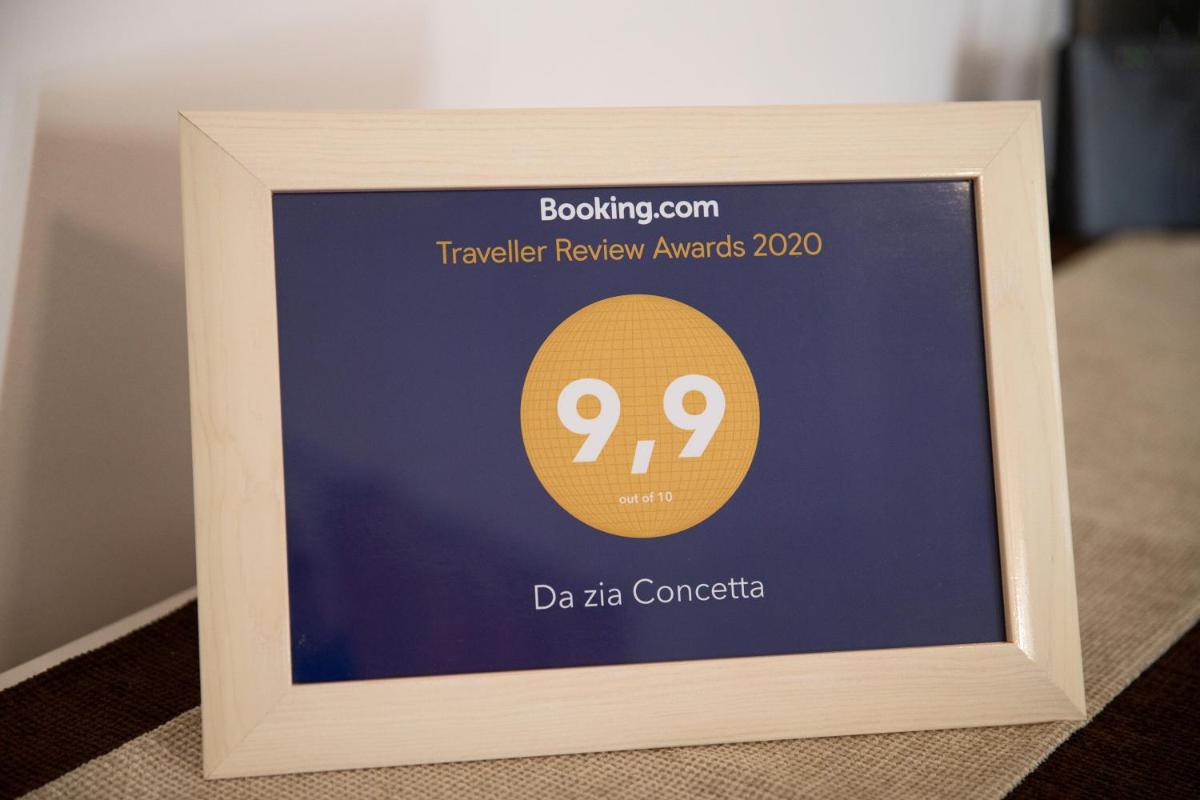 Booking.com
Traveller Review Awards 2020
9,9
out of 10
Da zia Concetta